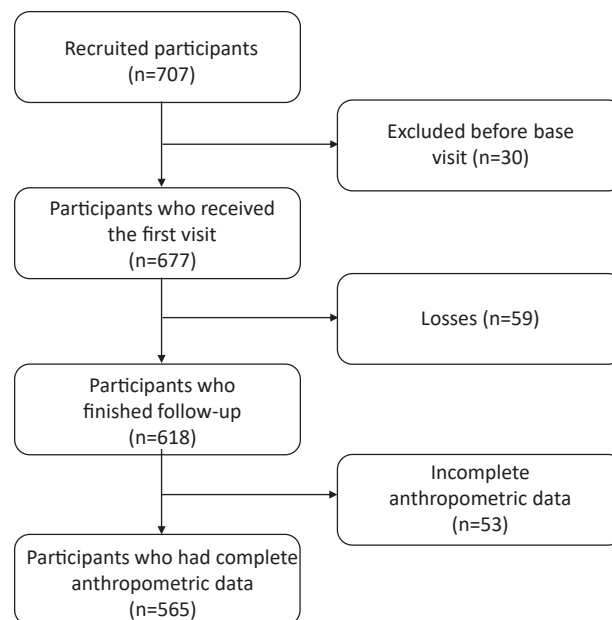 Recruited participants
(n=707)
Excluded before base
visit (n=30)
Participants who received
the first visit
(n=677)
Losses (n=59)
Participants who
finished follow-up
(n=618)
Incomplete
anthropometric data
(n=53)
Participants who had complete
anthropometric data
(n=565)